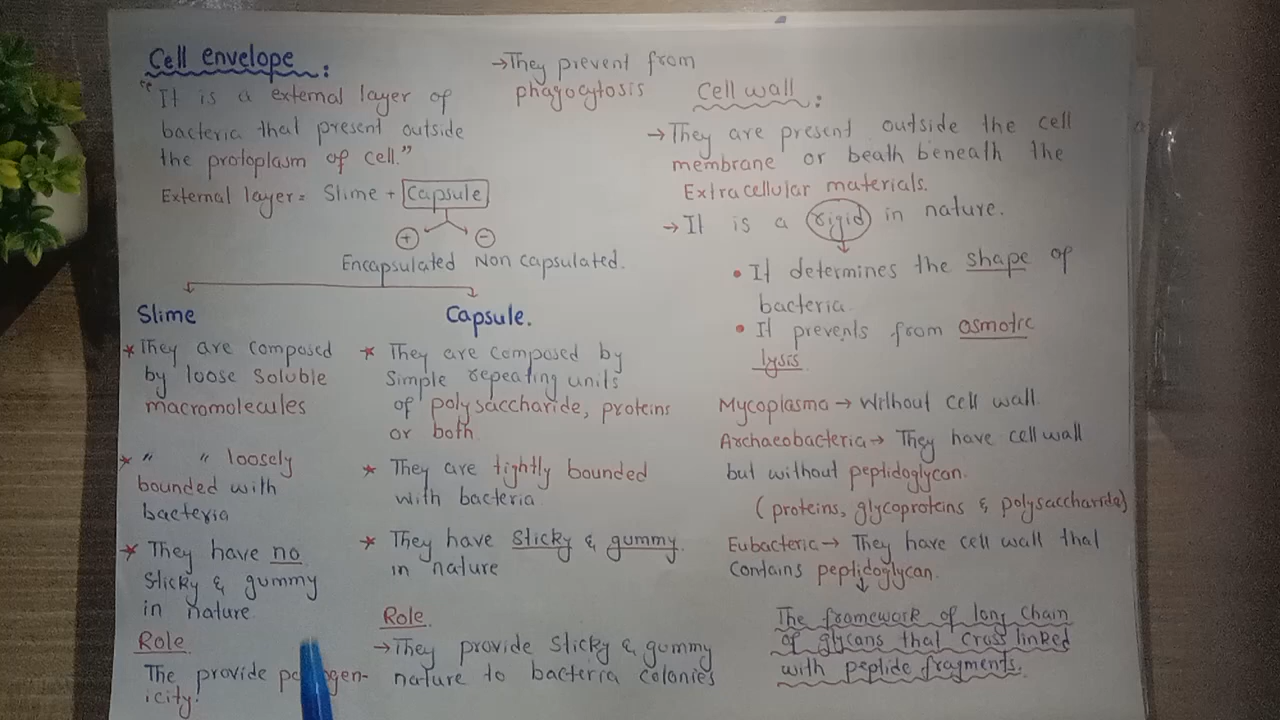 Cell envelope :
"It is a external layer of
bacteria that present outside
the protoplasm of cell."
External layer = Slime + Capsule
+ -
Encapsulated Non capsulated.
Slime
* They are composed
by loose soluble
macromolecules
* " " loosely
bounded with
bacteria
* They have no
sticky & gummy
in nature
Role
The provide pathogen-
icity.
Capsule.
* They are composed by
Simple repeating units
of polysaccharide, proteins
or both
* They are tightly bounded
with bacteria
* They have sticky & gummy
in nature
Role
→ They provide sticky & gummy
nature to bacteria colonies
→ They prevent from
phagocytosis
Cell wall :
→ They are present outside the cell
membrane or beath beneath the
Extracellular materials.
→ It is a rigid in nature.
• It determines the shape of
bacteria.
• It prevents from osmotic
lysis
Mycoplasma → Without cell wall
Archaeobacteria → They have cell wall
but without peptidoglycan.
(proteins, glycoproteins & polysaccharide)
Eubacteria → They have cell wall that
Contains peptidoglycan.
The framework of long chain
of glycans that cross linked
with peptide fragments.